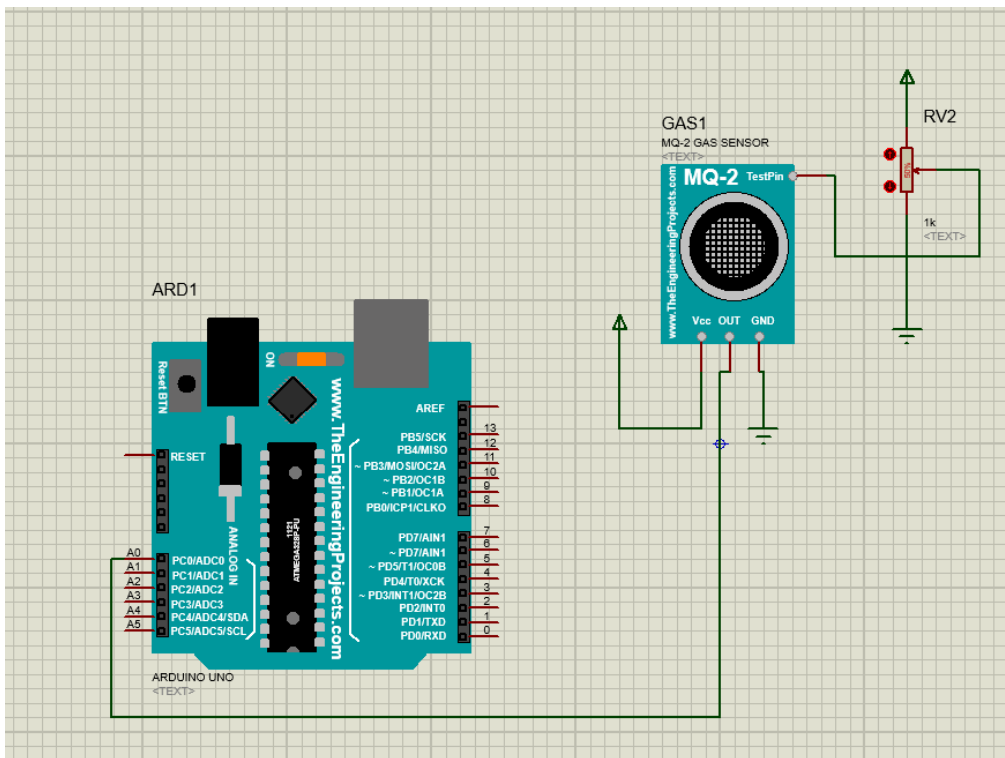 GAS1
MQ-2 GAS SENSOR
<TEXT>
MQ-2
TestPin
www.TheEngineeringProjects.com
Vcc OUT GND
RV2
50%
1k
<TEXT>
ARD1
Reset BTN
ON
www.TheEngineeringProjects.com
AREF
PB5/SCK 13
PB4/MISO 12
~ PB3/MOSI/OC2A 11
~ PB2/OC1B 10
~ PB1/OC1A 9
PB0/ICP1/CLKO 8
PD7/AIN1 7
~ PD7/AIN1 6
~ PD5/T1/OC0B 5
PD4/T0/XCK 4
~ PD3/INT1/OC2B 3
PD2/INT0 2
PD1/TXD 1
PD0/RXD 0
RESET
ANALOG IN
1121
ATMEGA328P-PU
A0 PC0/ADC0
A1 PC1/ADC1
A2 PC2/ADC2
A3 PC3/ADC3
A4 PC4/ADC4/SDA
A5 PC5/ADC5/SCL
ARDUINO UNO
<TEXT>